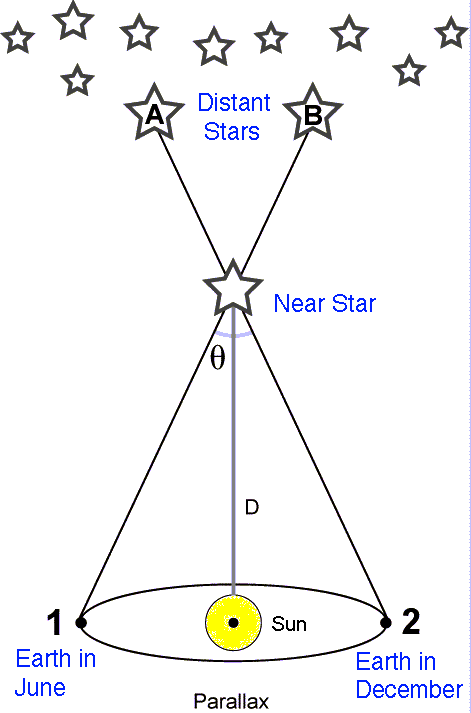 A
Distant
Stars
B
Near Star
θ
D
1
Sun
2
Earth in
June
Earth in
December
Parallax